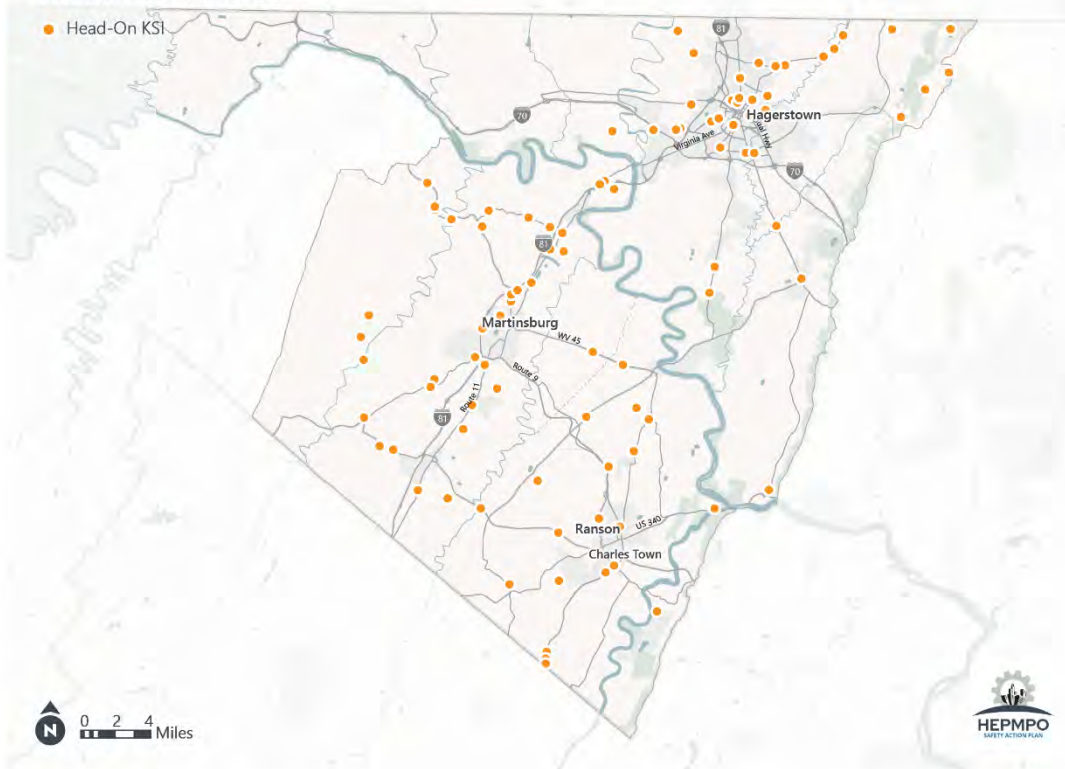 Head-On KSI
81
70
Hagerstown
Virginia Ave
ual Hwy
70
81
Martinsburg
WV 45
Route 9
Route 11
81
Ranson
US 340
Charles Town
N
0 2 4
Miles
HEPMPO
SAFETY ACTION PLAN